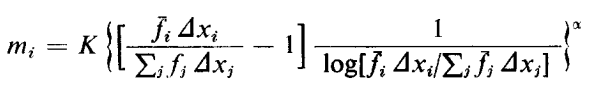 $m_i = K \left\{ \left[ \frac{\bar{f}_i \, \Delta x_i}{\sum_j f_j \, \Delta x_j} - 1 \right] \frac{1}{\log[\bar{f}_i \, \Delta x_i / \sum_j \bar{f}_j \, \Delta x_j]} \right\}^{\alpha}$